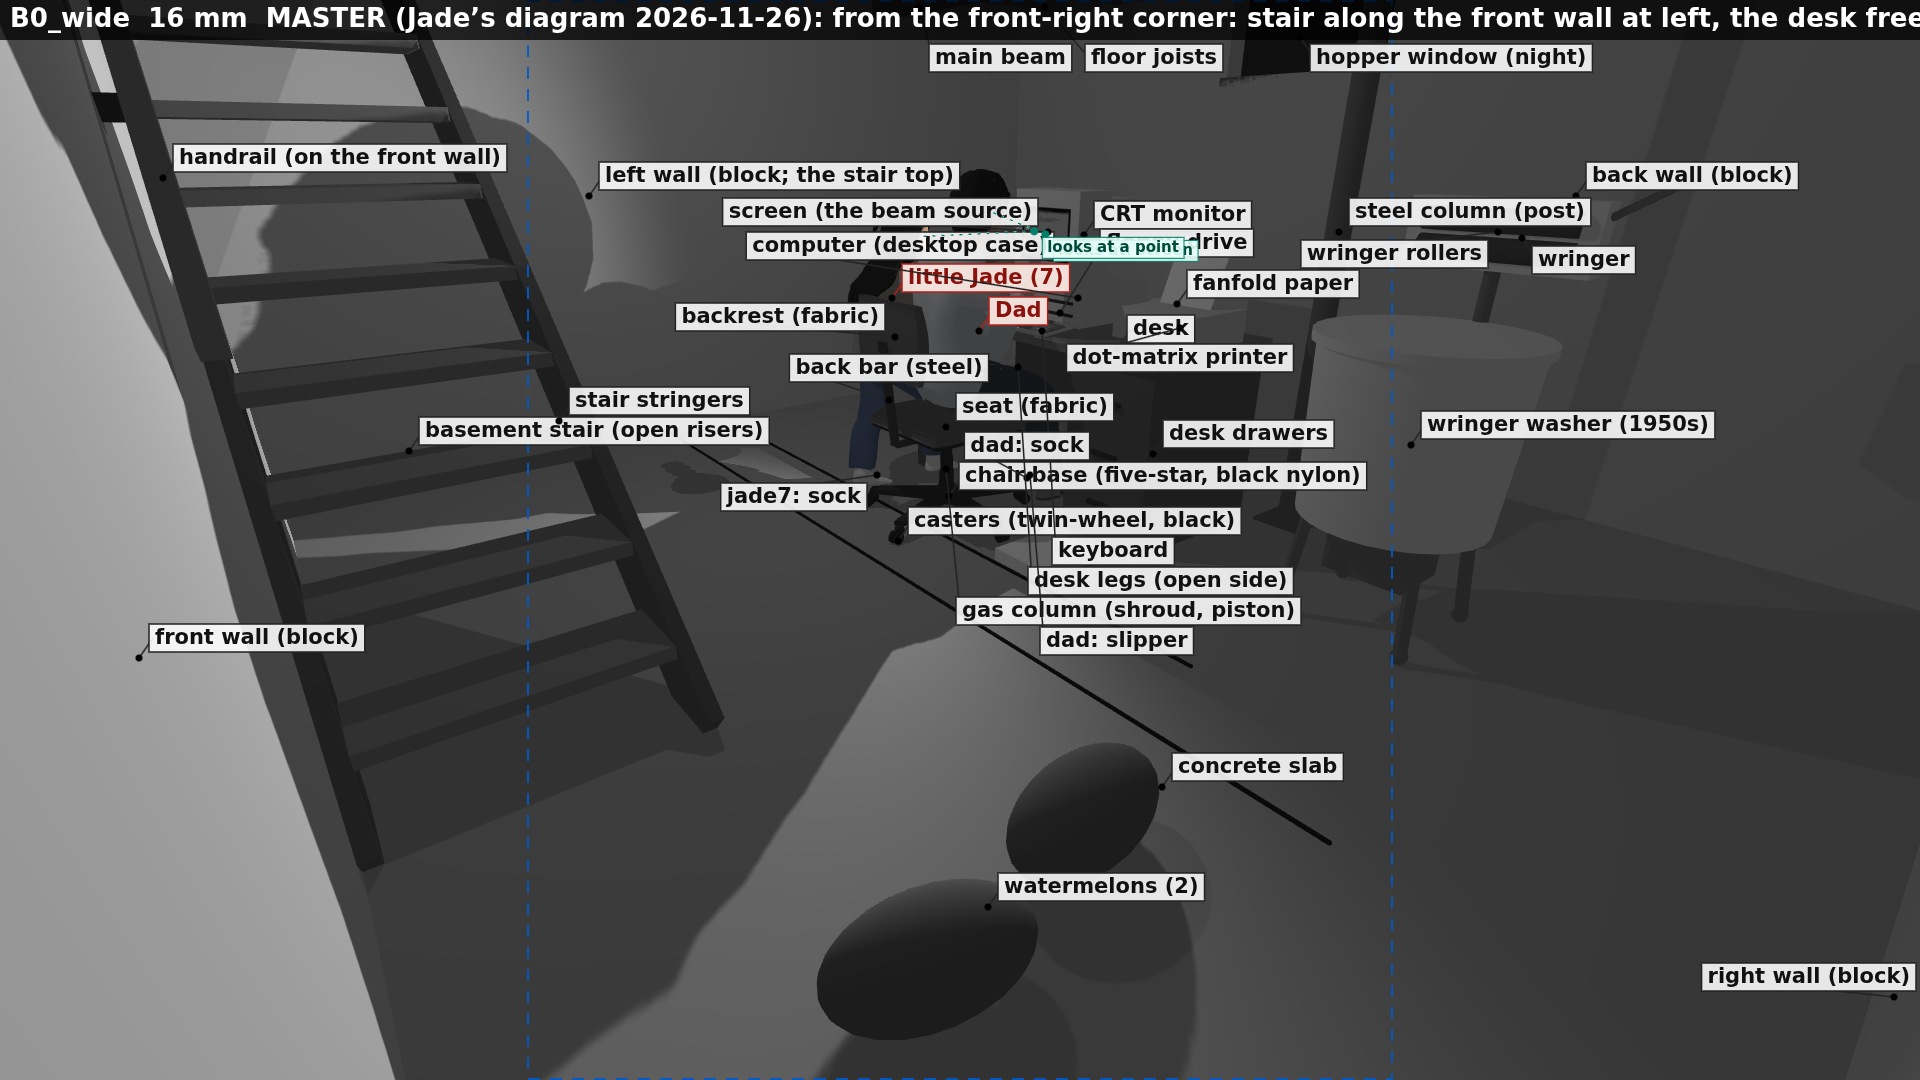 B0_wide 16 mm MASTER (Jade’s diagram 2026-11-26): from the front-right corner: stair along the front wall at left, the desk free
main beam
floor joists
hopper window (night)
handrail (on the front wall)
left wall (block; the stair top)
back wall (block)
screen (the beam source)
CRT monitor
steel column (post)
computer (desktop case)
drive
looks at a point
wringer rollers
wringer
little Jade (7)
fanfold paper
Dad
backrest (fabric)
desk
dot-matrix printer
back bar (steel)
stair stringers
seat (fabric)
basement stair (open risers)
wringer washer (1950s)
desk drawers
dad: sock
chair base (five-star, black nylon)
jade7: sock
casters (twin-wheel, black)
keyboard
desk legs (open side)
gas column (shroud, piston)
front wall (block)
dad: slipper
concrete slab
watermelons (2)
right wall (block)